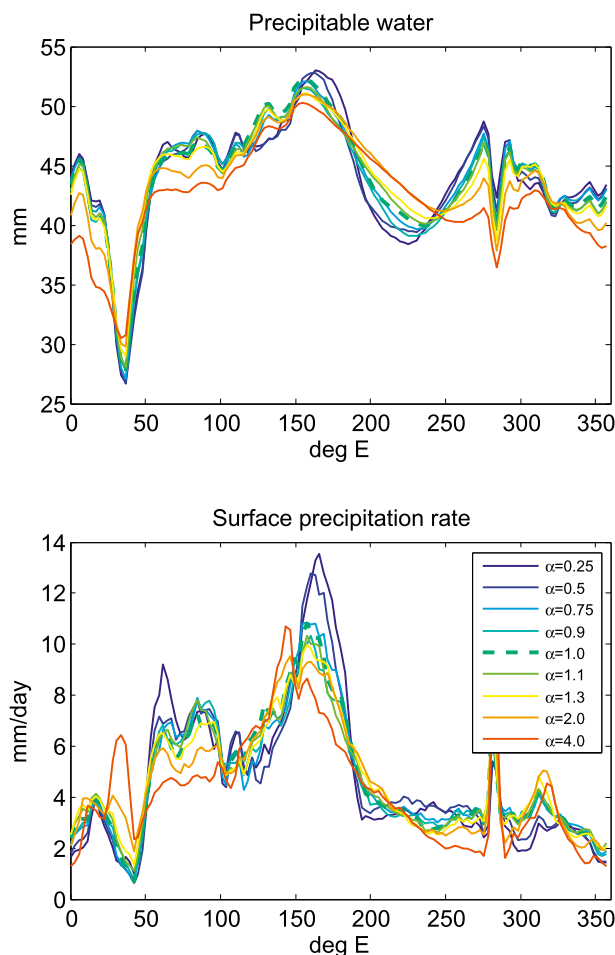 Precipitable water
55
50
45
40
35
30
25
mm
0 50 100 150 200 250 300 350
deg E
Surface precipitation rate
14
12
10
8
6
4
2
0
mm/day
α=0.25
α=0.5
α=0.75
α=0.9
α=1.0
α=1.1
α=1.3
α=2.0
α=4.0
0 50 100 150 200 250 300 350
deg E